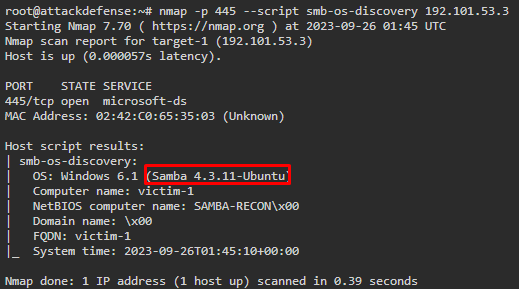 root@attackdefense:~# nmap -p 445 --script smb-os-discovery 192.101.53.3
Starting Nmap 7.70 ( https://nmap.org ) at 2023-09-26 01:45 UTC
Nmap scan report for target-1 (192.101.53.3)
Host is up (0.000057s latency).

PORT    STATE SERVICE
445/tcp open  microsoft-ds
MAC Address: 02:42:C0:65:35:03 (Unknown)

Host script results:
| smb-os-discovery:
|   OS: Windows 6.1 (Samba 4.3.11-Ubuntu)
|   Computer name: victim-1
|   NetBIOS computer name: SAMBA-RECON\x00
|   Domain name: \x00
|   FQDN: victim-1
|_  System time: 2023-09-26T01:45:10+00:00

Nmap done: 1 IP address (1 host up) scanned in 0.39 seconds